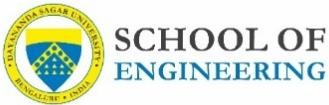 DAYANANDA SAGAR UNIVERSITY
BENGALURU • INDIA
SCHOOL OF
ENGINEERING